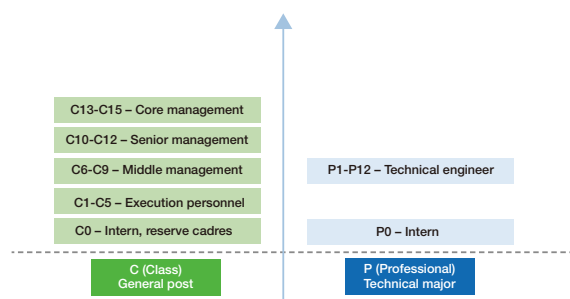 C13-C15 – Core management
C10-C12 – Senior management
C6-C9 – Middle management
C1-C5 – Execution personnel
C0 – Intern, reserve cadres
C (Class)
General post
P1-P12 – Technical engineer
P0 – Intern
P (Professional)
Technical major